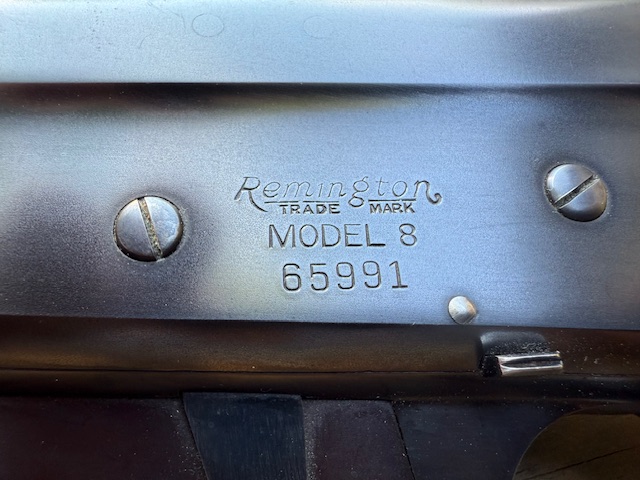 Remington
TRADE MARK
MODEL 8
65991